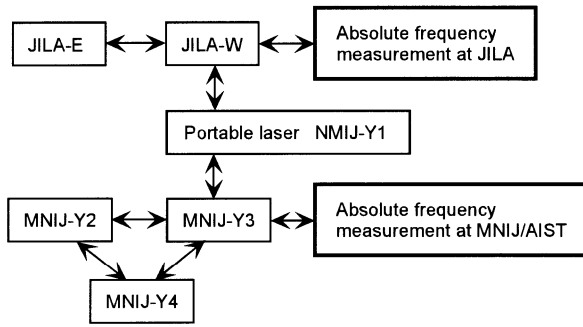 JILA-E
JILA-W
Absolute frequency
measurement at JILA
Portable laser NMIJ-Y1
MNIJ-Y2
MNIJ-Y3
Absolute frequency
measurement at MNIJ/AIST
MNIJ-Y4